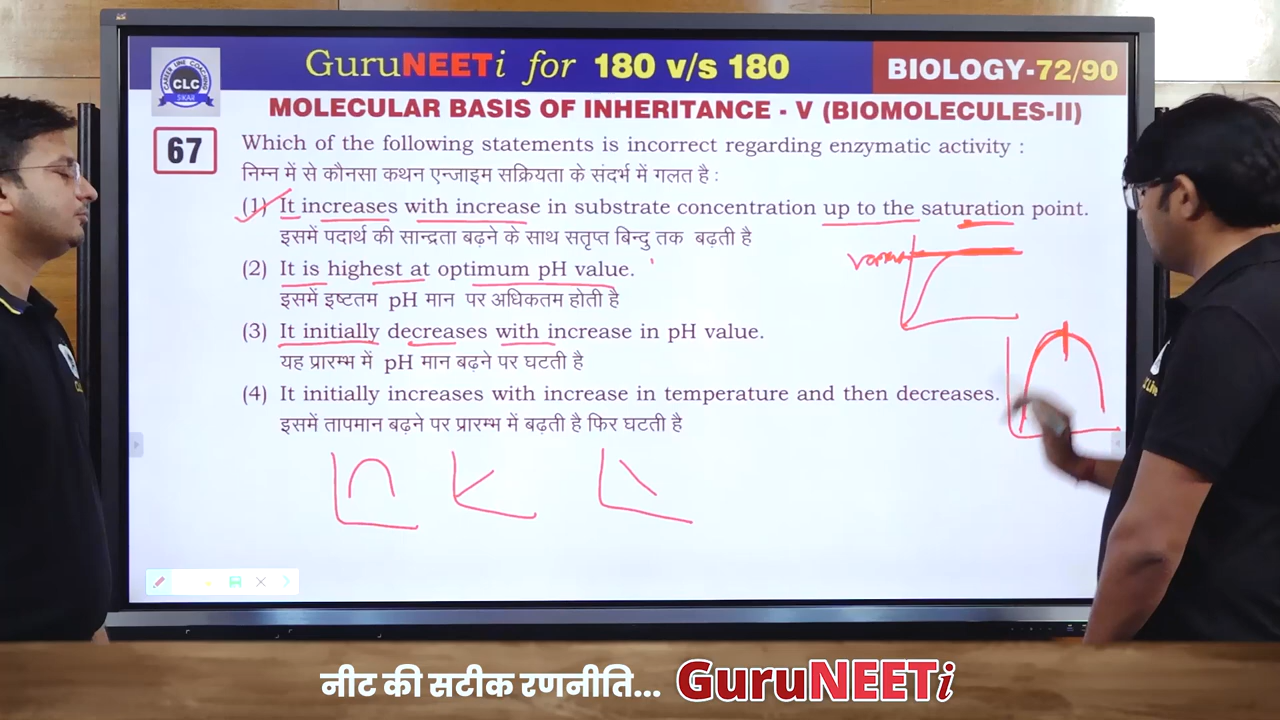 GuruNEETi for 180 v/s 180
BIOLOGY-72/90
CAREER LINE COACHING
CLC
SIKAR
MOLECULAR BASIS OF INHERITANCE - V (BIOMOLECULES-II)
67
Which of the following statements is incorrect regarding enzymatic activity :
निम्न में से कौनसा कथन एन्जाइम सक्रियता के संदर्भ में गलत है :
(1) It increases with increase in substrate concentration up to the saturation point.
इसमें पदार्थ की सान्द्रता बढ़ने के साथ सतृप्त बिन्दु तक बढ़ती है
(2) It is highest at optimum pH value.
इसमें इष्टतम pH मान पर अधिकतम होती है
(3) It initially decreases with increase in pH value.
यह प्रारम्भ में pH मान बढ़ने पर घटती है
(4) It initially increases with increase in temperature and then decreases.
इसमें तापमान बढ़ने पर प्रारम्भ में बढ़ती है फिर घटती है
नीट की सटीक रणनीति... GuruNEETi